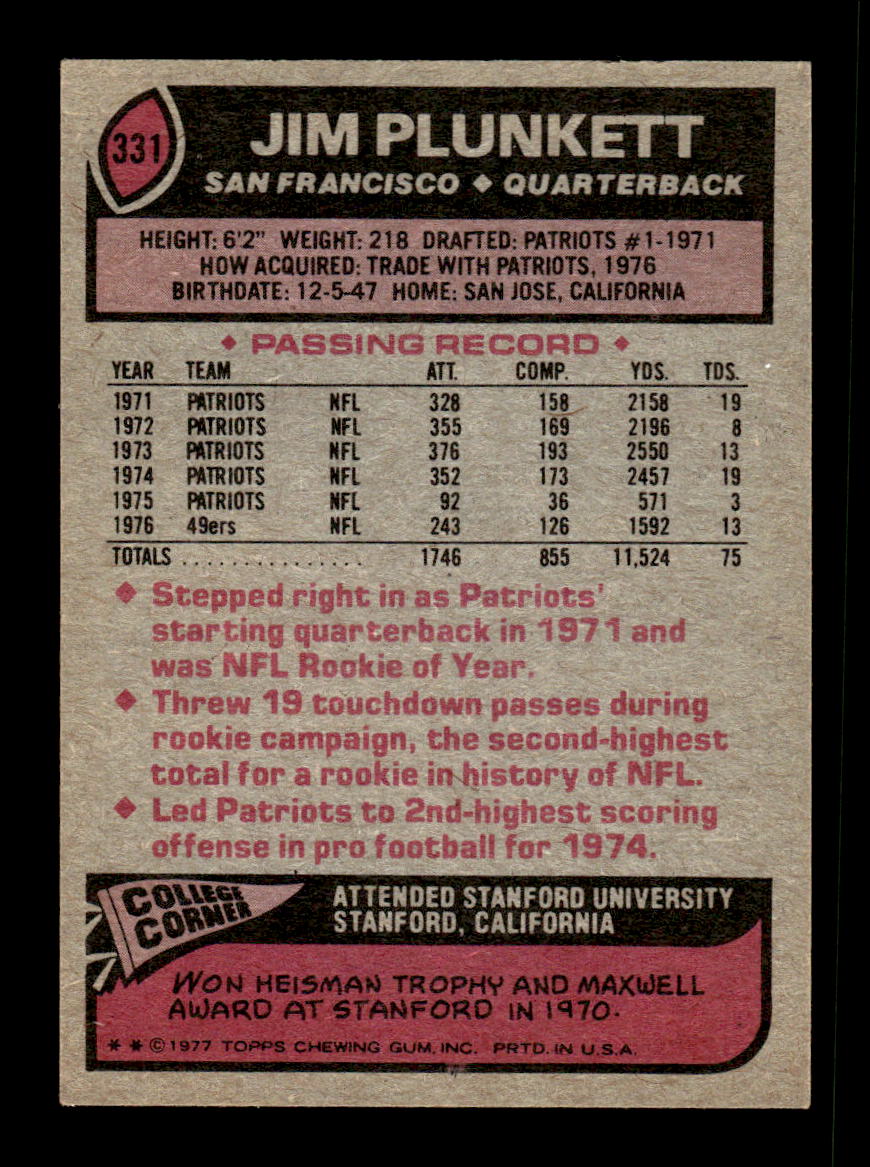 331
JIM PLUNKETT
SAN FRANCISCO ◆ QUARTERBACK
HEIGHT: 6'2" WEIGHT: 218 DRAFTED: PATRIOTS #1-1971
HOW ACQUIRED: TRADE WITH PATRIOTS, 1976
BIRTHDATE: 12-5-47 HOME: SAN JOSE, CALIFORNIA
◆ PASSING RECORD ◆
YEAR TEAM ATT. COMP. YDS. TDS.
1971 PATRIOTS NFL 328 158 2158 19
1972 PATRIOTS NFL 355 169 2196 8
1973 PATRIOTS NFL 376 193 2550 13
1974 PATRIOTS NFL 352 173 2457 19
1975 PATRIOTS NFL 92 36 571 3
1976 49ers NFL 243 126 1592 13
TOTALS ................ 1746 855 11,524 75
◆ Stepped right in as Patriots'
starting quarterback in 1971 and
was NFL Rookie of Year.
◆ Threw 19 touchdown passes during
rookie campaign, the second-highest
total for a rookie in history of NFL.
◆ Led Patriots to 2nd-highest scoring
offense in pro football for 1974.
COLLEGE
CORNER
ATTENDED STANFORD UNIVERSITY
STANFORD, CALIFORNIA
WON HEISMAN TROPHY AND MAXWELL
AWARD AT STANFORD IN 1970.
* * © 1977 TOPPS CHEWING GUM, INC. PRTD. IN U.S.A.